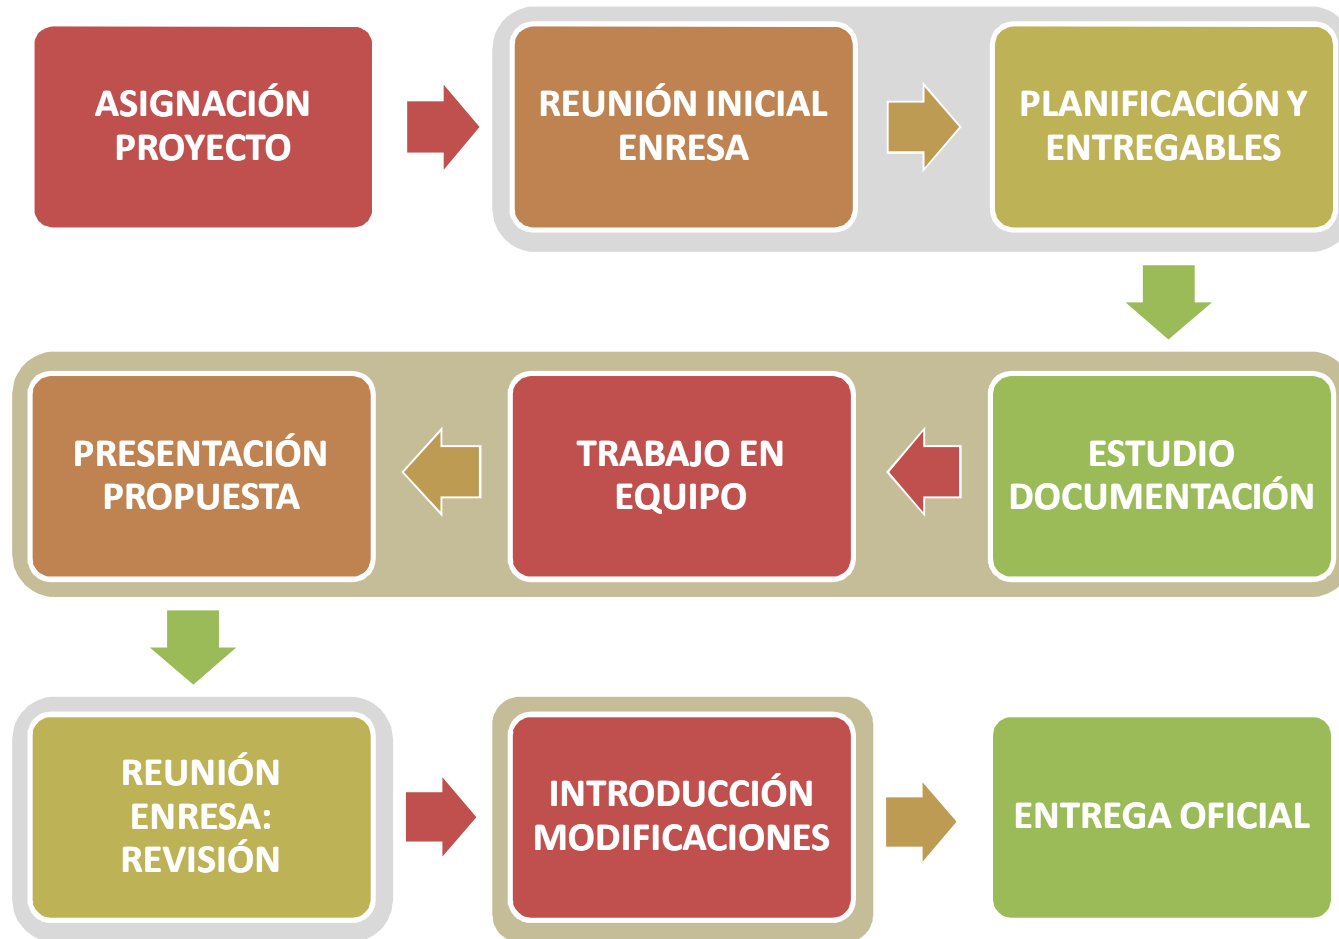 ASIGNACIÓN
PROYECTO
REUNIÓN INICIAL
ENRESA
PLANIFICACIÓN Y
ENTREGABLES
ESTUDIO
DOCUMENTACIÓN
TRABAJO EN
EQUIPO
PRESENTACIÓN
PROPUESTA
REUNIÓN
ENRESA:
REVISIÓN
INTRODUCCIÓN
MODIFICACIONES
ENTREGA OFICIAL